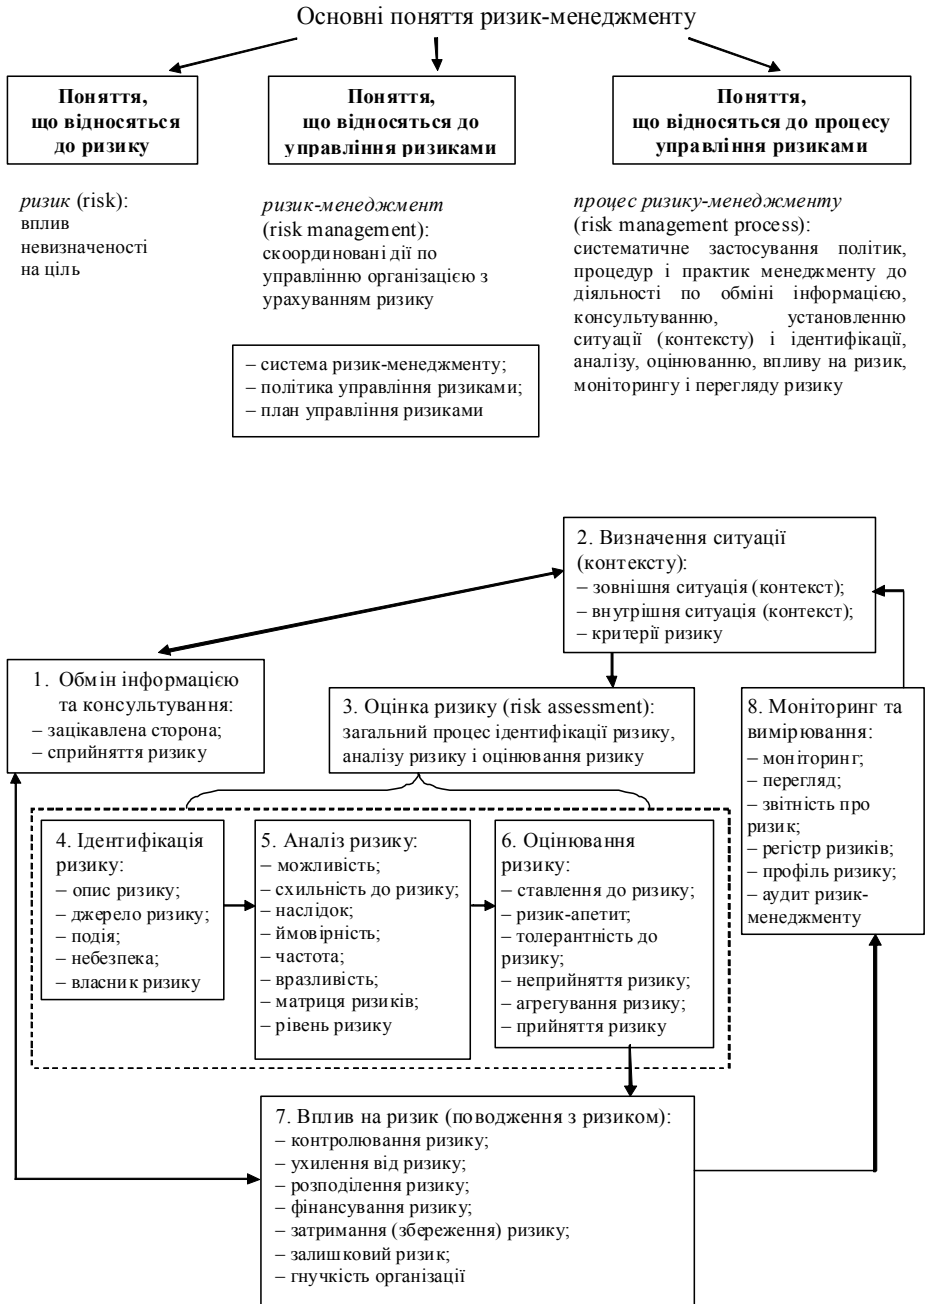 Основні поняття ризик-менеджменту
Поняття,
що відносяться
до ризику
Поняття,
що відносяться до
управління ризиками
Поняття,
що відносяться до процесу
управління ризиками
ризик (risk):
вплив
невизначеності
на ціль
ризик-менеджмент
(risk management):
скоординовані дії по
управлінню організацією з
урахуванням ризику
– система ризик-менеджменту;
– політика управління ризиками;
– план управління ризиками
процес ризику-менеджменту
(risk management process):
систематичне застосування політик,
процедур і практик менеджменту до
діяльності по обміні інформацією,
консультуванню, установленню
ситуації (контексту) і ідентифікації,
аналізу, оцінюванню, впливу на ризик,
моніторингу і перегляду ризику
2. Визначення ситуації
(контексту):
– зовнішня ситуація (контекст);
– внутрішня ситуація (контекст);
– критерії ризику
1. Обмін інформацією
та консультування:
– зацікавлена сторона;
– сприйняття ризику
3. Оцінка ризику (risk assessment):
загальний процес ідентифікації ризику,
аналізу ризику і оцінювання ризику
8. Моніторинг та
вимірювання:
– моніторинг;
– перегляд;
– звітність про
ризик;
– регістр ризиків;
– профіль ризику;
– аудит ризик-
менеджменту
4. Ідентифікація
ризику:
– опис ризику;
– джерело ризику;
– подія;
– небезпека;
– власник ризику
5. Аналіз ризику:
– можливість;
– схильність до ризику;
– наслідок;
– ймовірність;
– частота;
– вразливість;
– матриця ризиків;
– рівень ризику
6. Оцінювання
ризику:
– ставлення до ризику;
– ризик-апетит;
– толерантність до
ризику;
– неприйняття ризику;
– агрегування ризику;
– прийняття ризику
7. Вплив на ризик (поводження з ризиком):
– контролювання ризику;
– ухилення від ризику;
– розподілення ризику;
– фінансування ризику;
– затримання (збереження) ризику;
– залишковий ризик;
– гнучкість організації